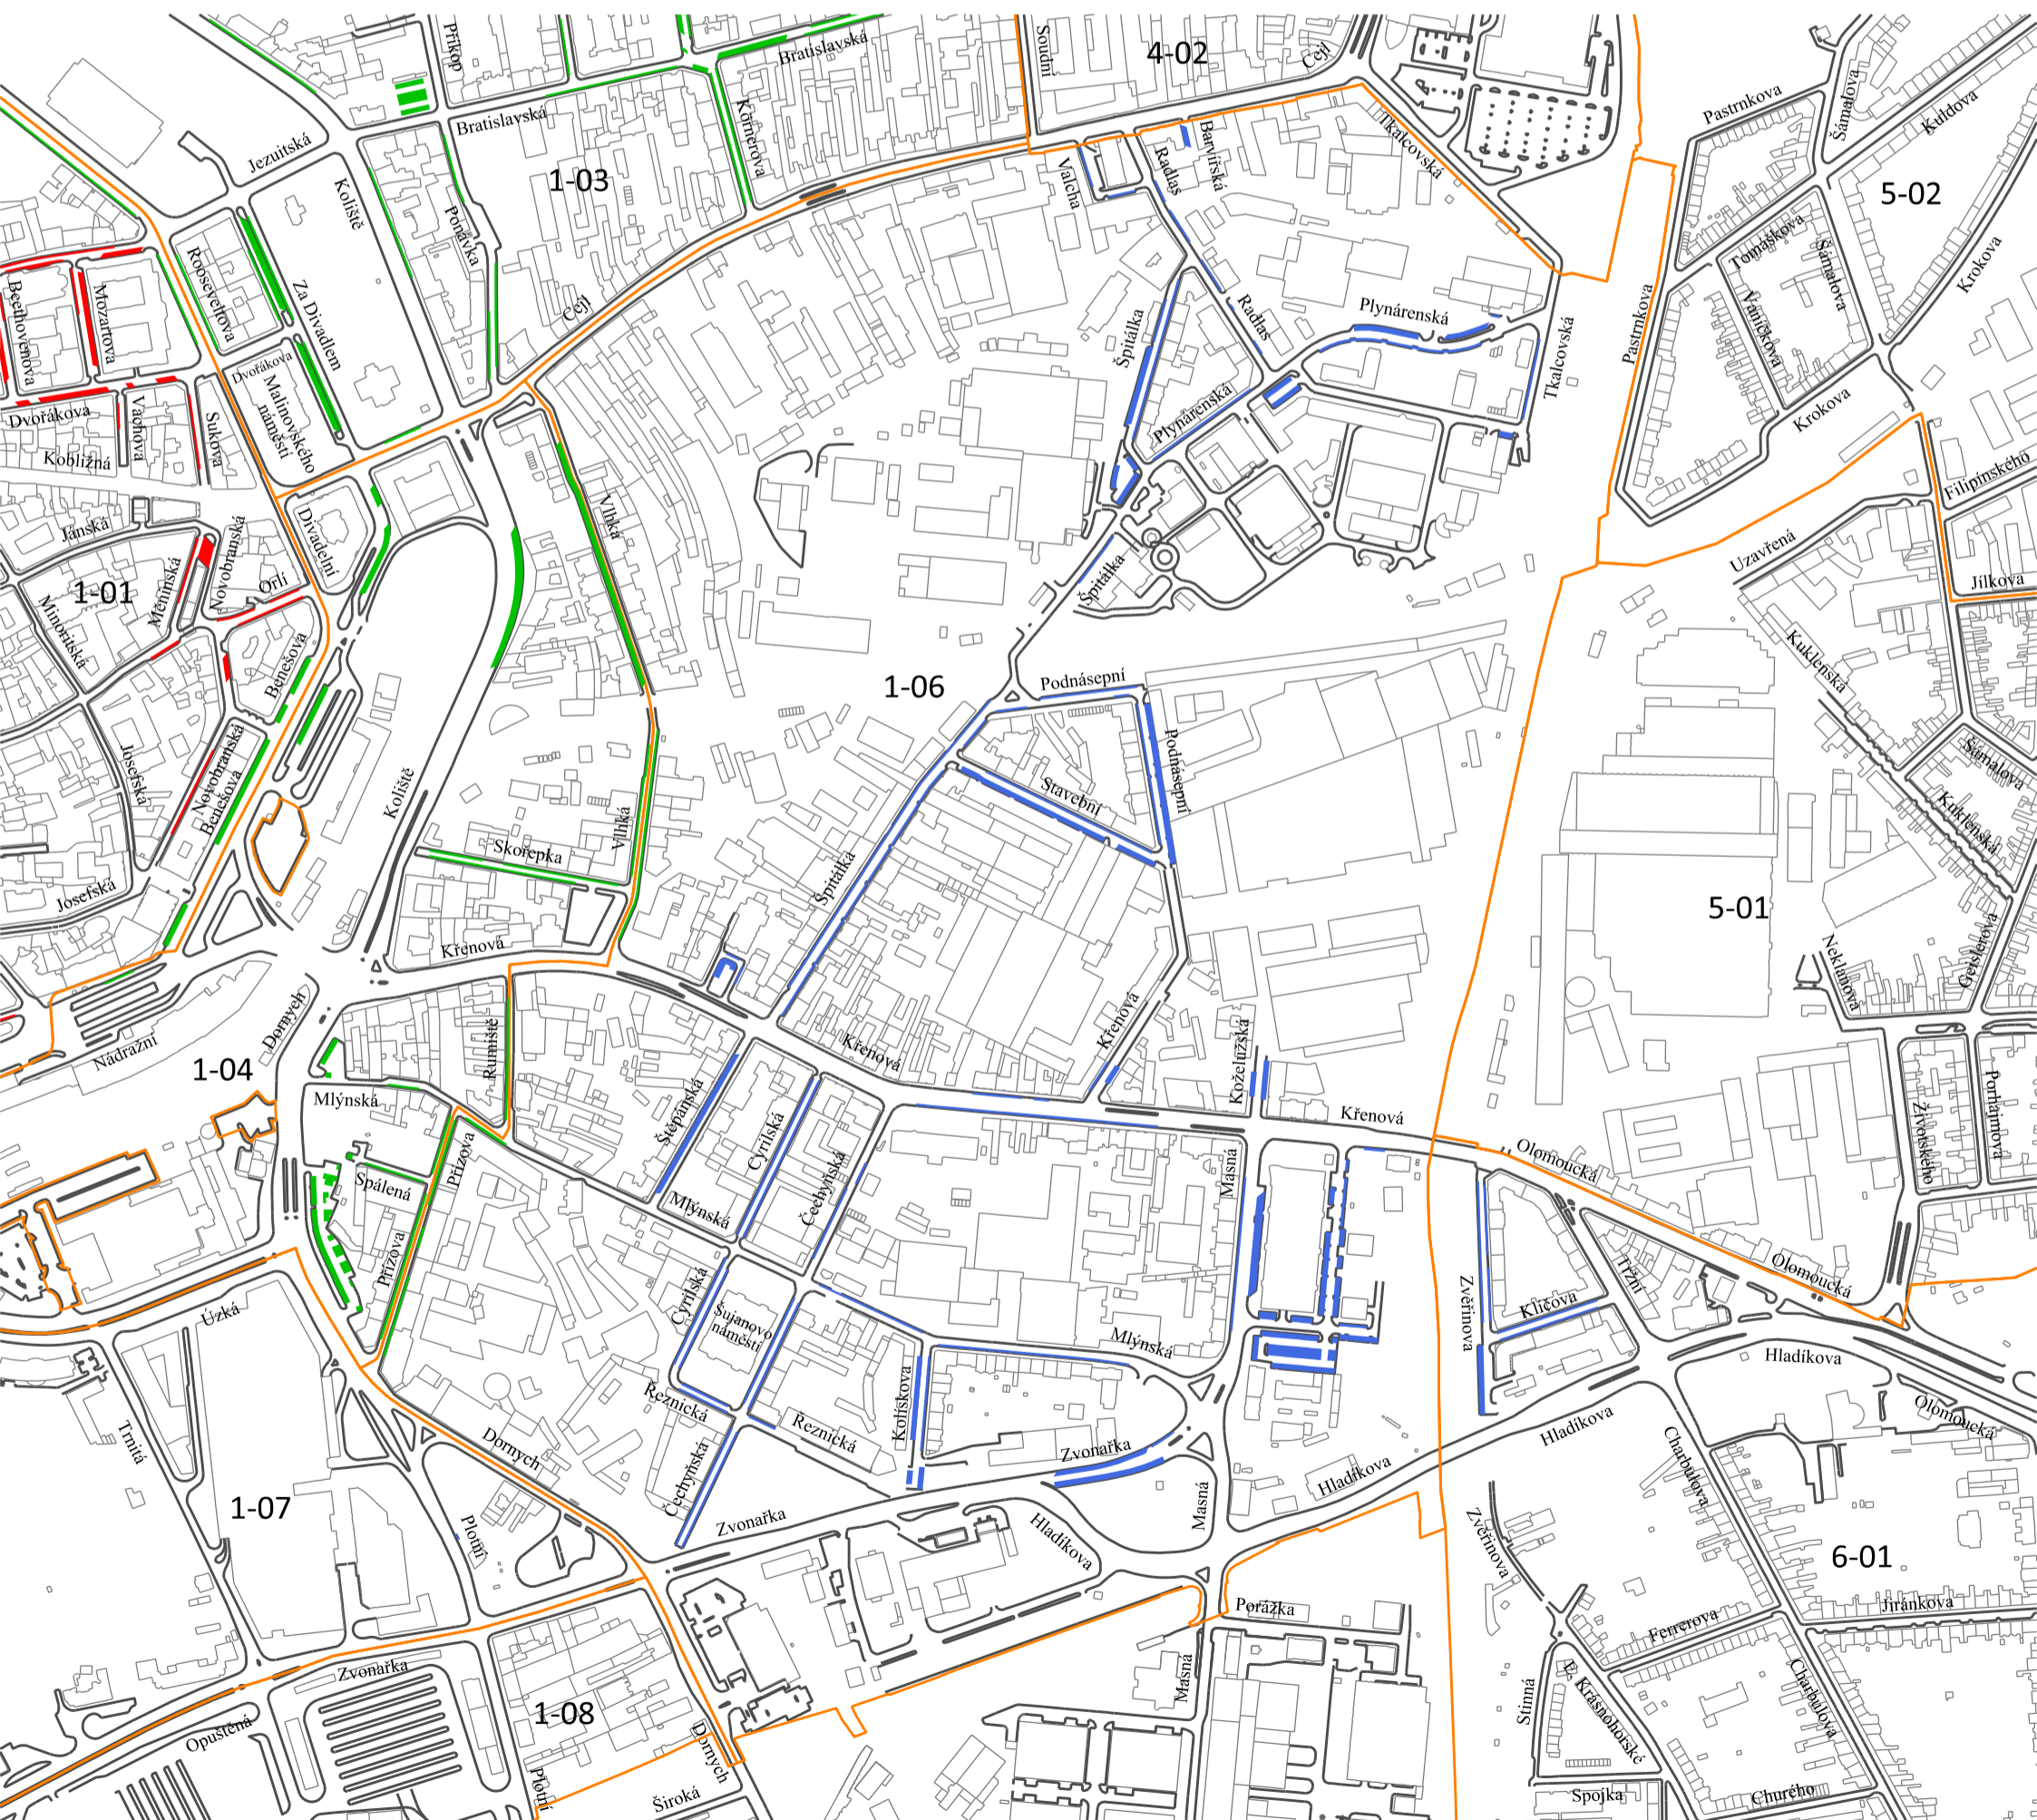 Příkop
Bratislavská
Soudní
4-02
Cejl
Pastrnkova
Šámalova
Kuldova
Jezuitská
Bratislavská
Körnerova
Koliště
1-03
Ponávka
Valcha
Radlas
Barvířská
Tkalcovská
5-02
Tomáškova
Šámalova
Krokova
Rooseveltova
Za Divadlem
Cejl
Beethovenova
Mozartova
Dvořákova
Malinovského
náměstí
Špitálka
Radlas
Plynárenská
Tkalcovská
Pastrnkova
Vaníčkova
Krokova
Dvořákova
Vachova
Sukova
Kobližná
Plynárenská
Filipínského
Jánská
Novobranská
Divadelní
Vlhká
Uzavřená
1-01
Měnínská
Orlí
Minoritská
Špitálka
Jílkova
Benešova
Kuklenská
1-06
Podnásepní
Podnásepní
Josefská
Novobranská
Benešova
Koliště
Stavební
Šámalova
Kuklenská
Vlhká
Skořepka
Špitálka
Josefská
5-01
Křenová
Neklanova
Geislerova
Dornych
Nádražní
1-04
Rumiště
Křenová
Křenová
Koželužská
Křenová
Mlýnská
Štěpánská
Cyrilská
Čechyňská
Životského
Porhajmova
Spálená
Přízova
Mlýnská
Masná
Olomoucká
Přízova
Cyrilská
Šujanovo
náměstí
Mlýnská
Zvěřinova
Klíčova
Tržní
Olomoucká
Úzká
Hladíkova
Trnitá
Řeznická
Řeznická
Kolískova
Zvonařka
Hladíkova
Olomoucká
Dornych
Čechyňská
Hladíkova
Charbulova
1-07
Plotní
Zvonařka
Hladíkova
Masná
Zvěřinova
6-01
Porážka
Ferrerova
Jiránkova
Zvonařka
Masná
Stinná
E. Krásnohorské
Charbulova
1-08
Opuštěná
Dornych
Plotní
Široká
Spojka
Churého